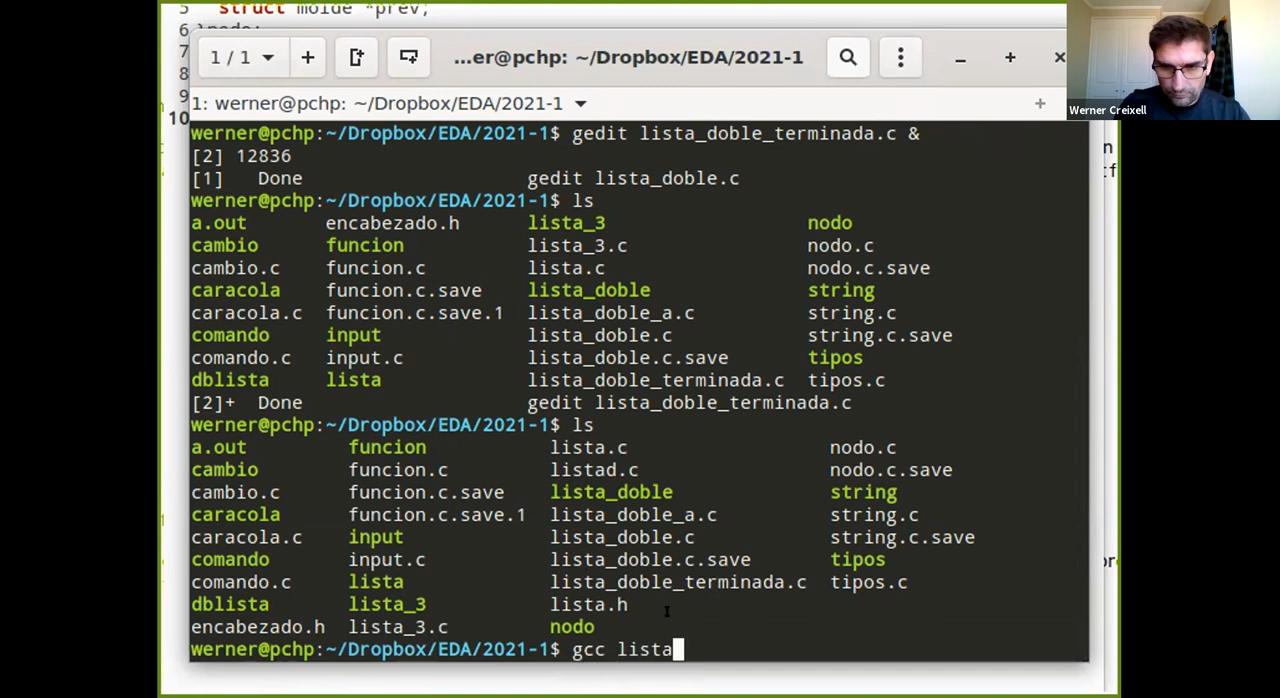 5 struct molde *prev;
6
7
8
9
10
1 / 1
...er@pchp: ~/Dropbox/EDA/2021-1
Werner Creixell
1: werner@pchp: ~/Dropbox/EDA/2021-1
werner@pchp:~/Dropbox/EDA/2021-1$ gedit lista_doble_terminada.c &
[2] 12836
[1] Done gedit lista_doble.c
werner@pchp:~/Dropbox/EDA/2021-1$ ls
a.out encabezado.h lista_3 nodo
cambio funcion lista_3.c nodo.c
cambio.c funcion.c lista.c nodo.c.save
caracola funcion.c.save lista_doble string
caracola.c funcion.c.save.1 lista_doble_a.c string.c
comando input lista_doble.c string.c.save
comando.c input.c lista_doble.c.save tipos
dblista lista lista_doble_terminada.c tipos.c
[2]+ Done gedit lista_doble_terminada.c
werner@pchp:~/Dropbox/EDA/2021-1$ ls
a.out funcion lista.c nodo.c
cambio funcion.c listad.c nodo.c.save
cambio.c funcion.c.save lista_doble string
caracola funcion.c.save.1 lista_doble_a.c string.c
caracola.c input lista_doble.c string.c.save
comando input.c lista_doble.c.save tipos
comando.c lista lista_doble_terminada.c tipos.c
dblista lista_3 lista.h
encabezado.h lista_3.c nodo
werner@pchp:~/Dropbox/EDA/2021-1$ gcc lista